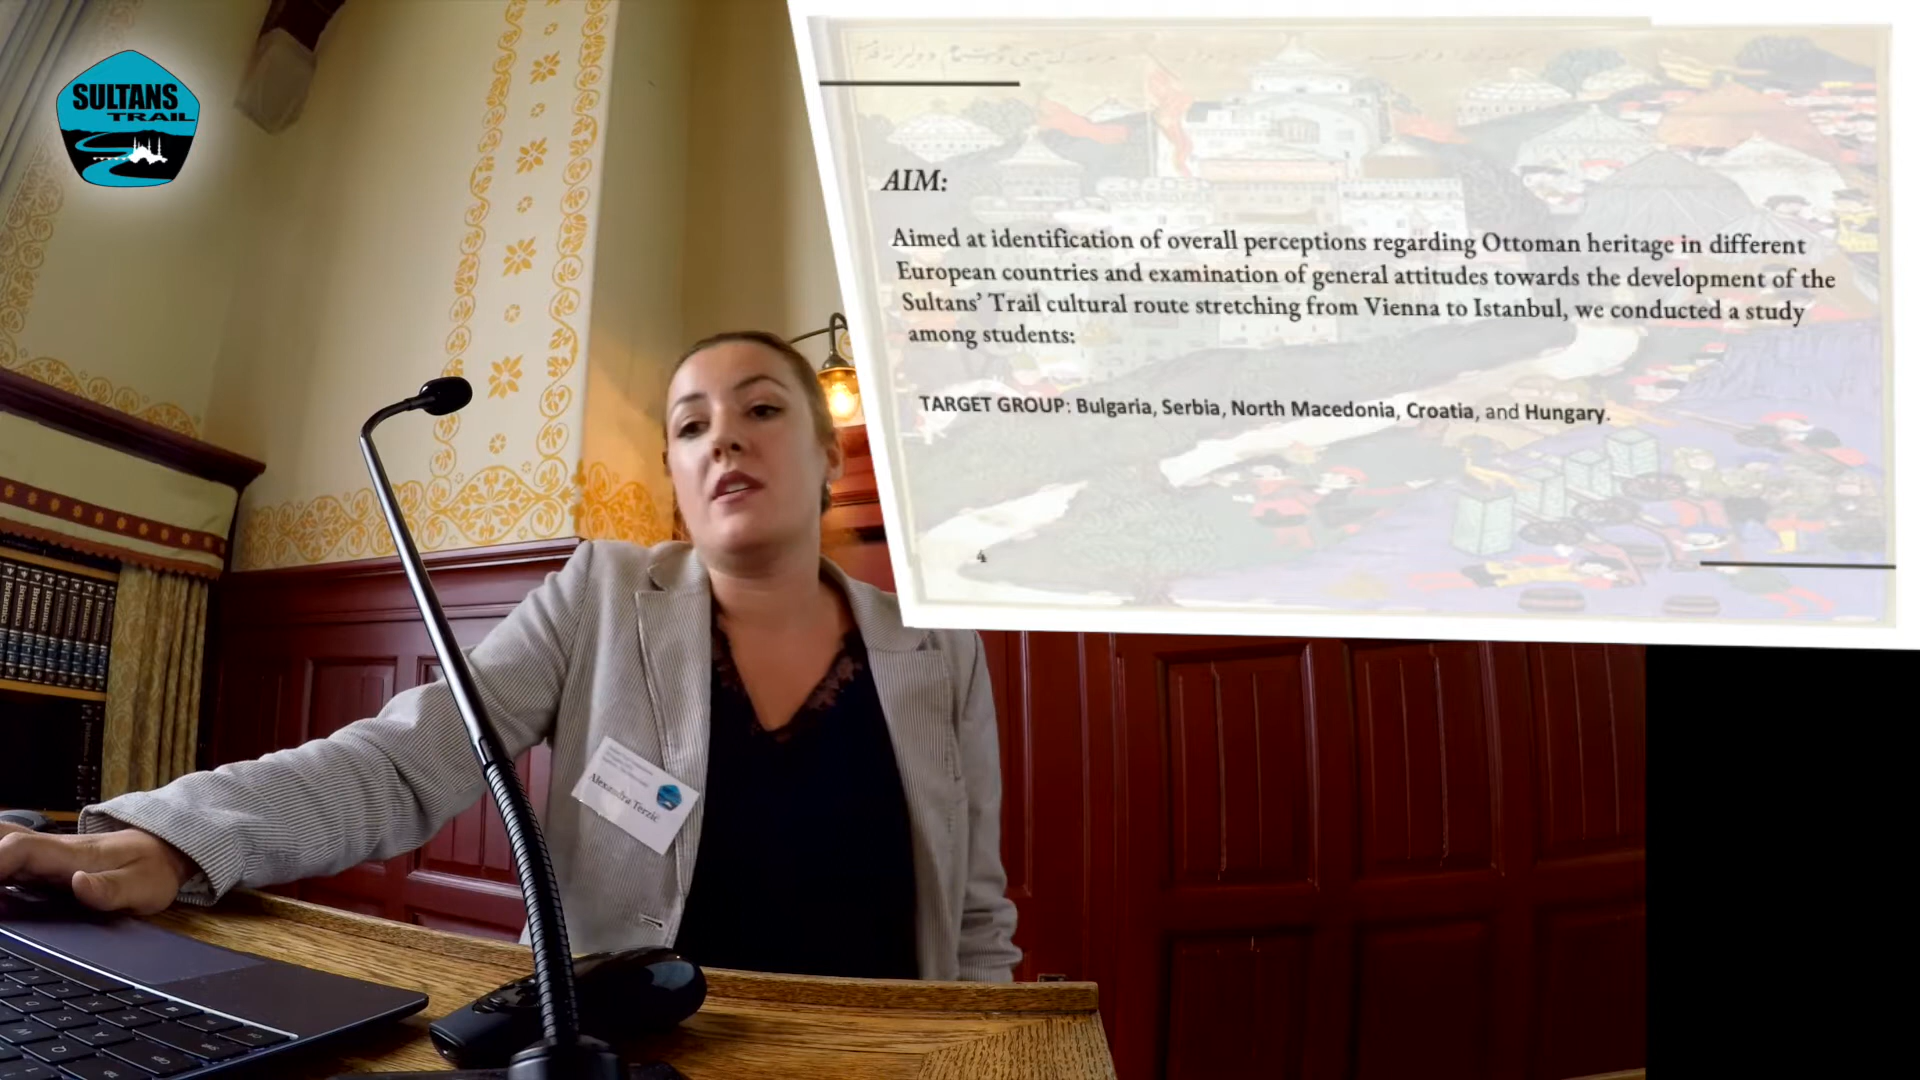 SULTANS
TRAIL
AIM:
Aimed at identification of overall perceptions regarding Ottoman heritage in different
European countries and examination of general attitudes towards the development of the
Sultans' Trail cultural route stretching from Vienna to Istanbul, we conducted a study
among students:
TARGET GROUP: Bulgaria, Serbia, North Macedonia, Croatia, and Hungary.
4
Alexandra Terzić
Britannica